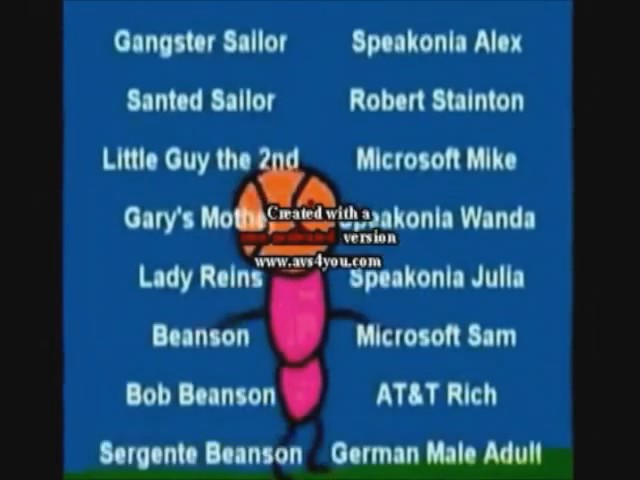 Gangster Sailor Speakonia Alex
Santed Sailor Robert Stainton
Little Guy the 2nd Microsoft Mike
Gary's Mothe Speakonia Wanda
Created with a
version
www.avs4you.com
Lady Reins Speakonia Julia
Beanson Microsoft Sam
Bob Beanson AT&T Rich
Sergente Beanson German Male Adult